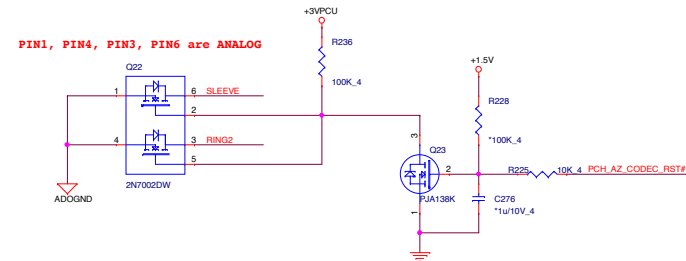 +3VPCU
PIN1, PIN4, PIN3, PIN6 are ANALOG
R236
100K_4
+1.5V
Q22
1
6
SLEEVE
2
4
3
RING2
5
2N7002DW
ADOGND
R228
*100K_4
3
Q23
2
R225
10K_4
PCH_AZ_CODEC_RST#
PJA138K
1
C276
*1u/10V_4